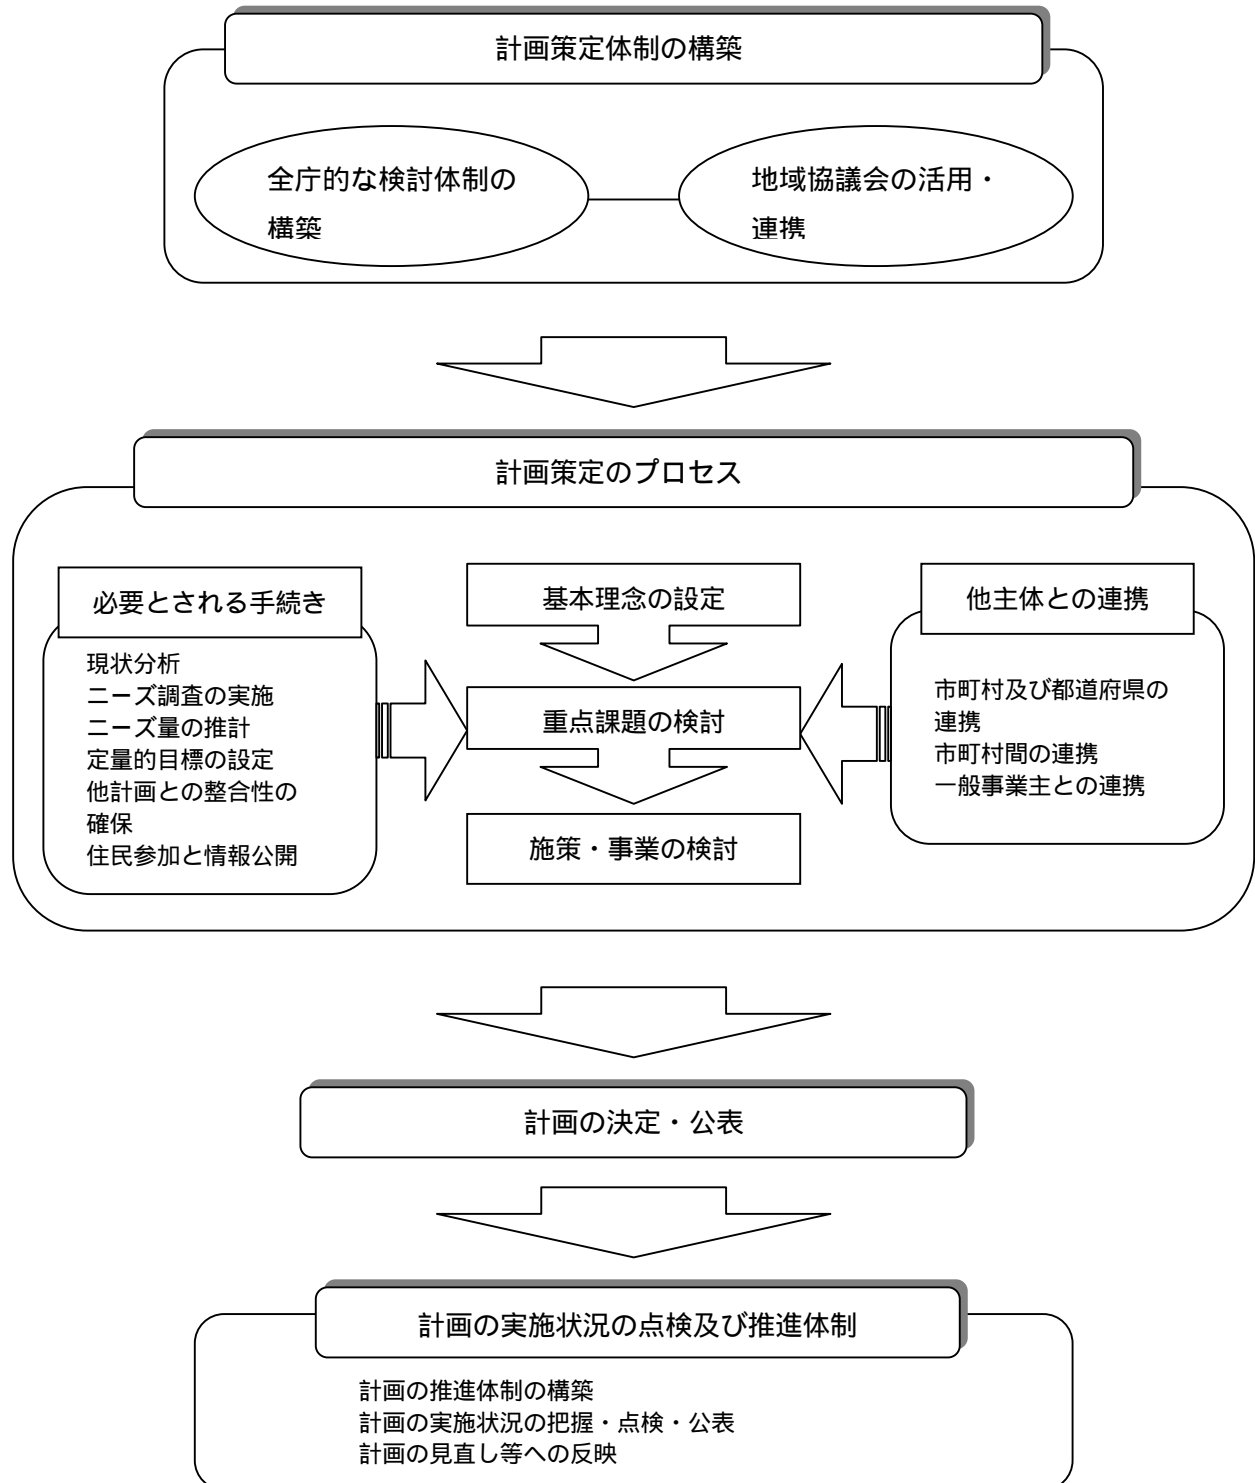 計画策定体制の構築
全庁的な検討体制の
構築
地域協議会の活用・
連携
計画策定のプロセス
必要とされる手続き
現状分析
ニーズ調査の実施
ニーズ量の推計
定量的目標の設定
他計画との整合性の
確保
住民参加と情報公開
基本理念の設定
重点課題の検討
施策・事業の検討
他主体との連携
市町村及び都道府県の
連携
市町村間の連携
一般事業主との連携
計画の決定・公表
計画の実施状況の点検及び推進体制
計画の推進体制の構築
計画の実施状況の把握・点検・公表
計画の見直し等への反映